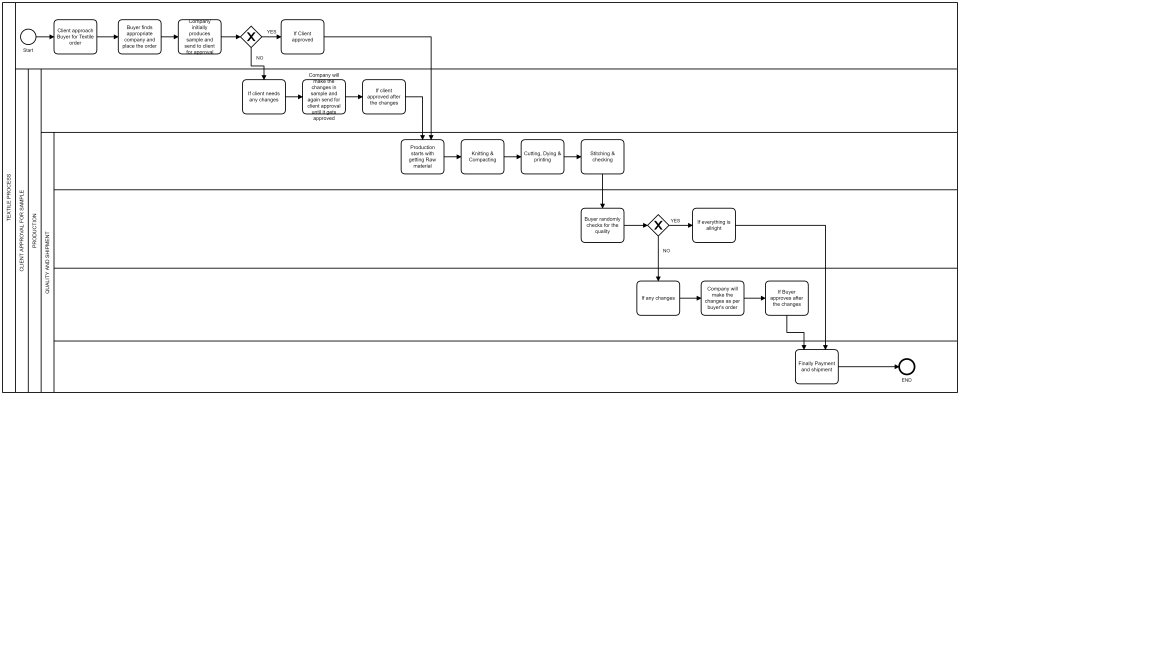 TEXTILE PROCESS
CLIENT APPROVAL FOR SAMPLE
PRODUCTION
QUALITY AND SHIPMENT
Start
Client approach
Buyer for Textile
order
Buyer finds
appropriate
company and
place the order
Company
initially
produces
sample and
send to client
for approval
YES
NO
If Client
approved
If client needs
any changes
Company will
make the
changes in
sample and
again send for
client approval
until it gets
approved
If client
approved after
the changes
Production
starts with
getting Raw
material
Knitting &
Compacting
Cutting, Dying &
printing
Stitching &
checking
Buyer randomly
checks for the
quality
YES
NO
If everything is
allright
If any changes
Company will
make the
changes as per
buyer's order
If Buyer
approves after
the changes
Finally Payment
and shipment
END